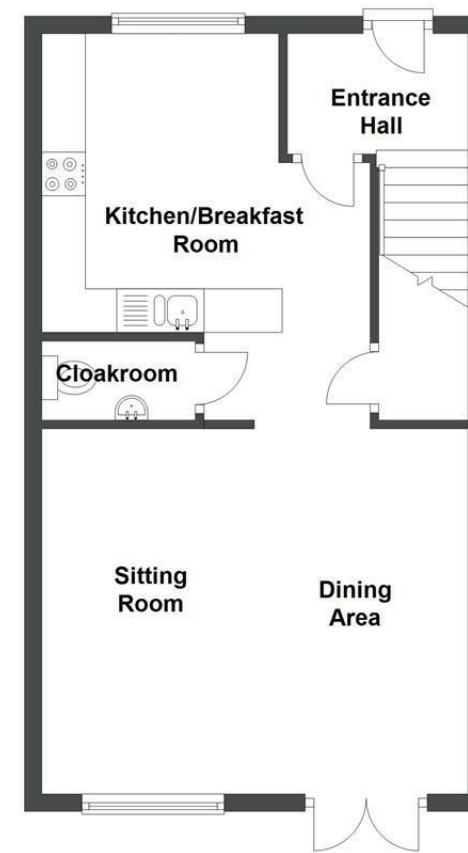 Entrance
Hall
Kitchen/Breakfast
Room
Cloakroom
Sitting
Room
Dining
Area